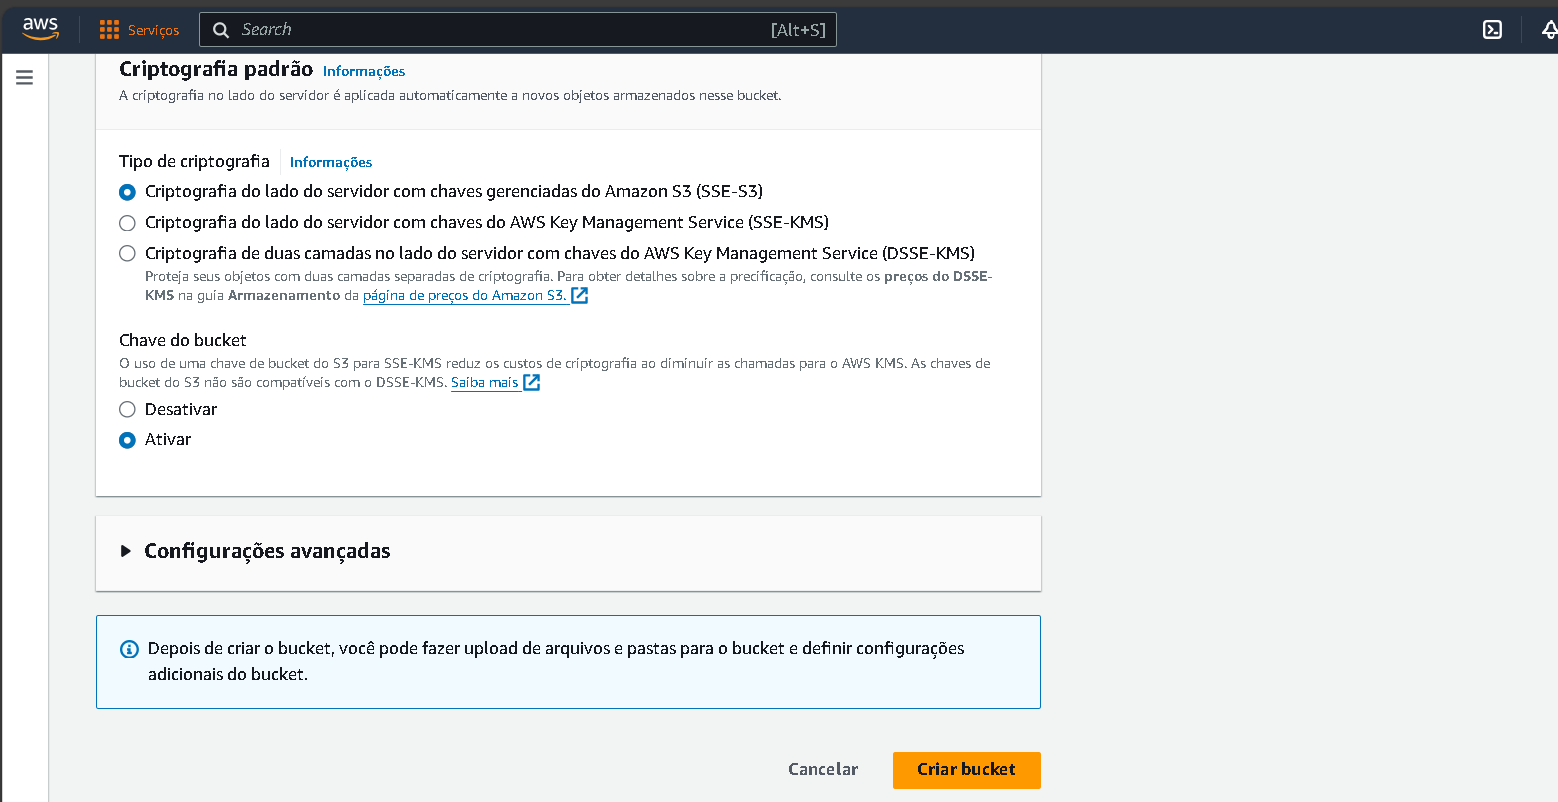 aws
Serviços
Search
[Alt+S]
Criptografia padrão Informações
A criptografia no lado do servidor é aplicada automaticamente a novos objetos armazenados nesse bucket.
Tipo de criptografia Informações
Criptografia do lado do servidor com chaves gerenciadas do Amazon S3 (SSE-S3)
Criptografia do lado do servidor com chaves do AWS Key Management Service (SSE-KMS)
Criptografia de duas camadas no lado do servidor com chaves do AWS Key Management Service (DSSE-KMS)
Proteja seus objetos com duas camadas separadas de criptografia. Para obter detalhes sobre a precificação, consulte os preços do DSSE-
KMS na guia Armazenamento da página de preços do Amazon S3.
Chave do bucket
O uso de uma chave de bucket do S3 para SSE-KMS reduz os custos de criptografia ao diminuir as chamadas para o AWS KMS. As chaves de
bucket do S3 não são compatíveis com o DSSE-KMS. Saiba mais
Desativar
Ativar
Configurações avançadas
Depois de criar o bucket, você pode fazer upload de arquivos e pastas para o bucket e definir configurações
adicionais do bucket.
Cancelar
Criar bucket